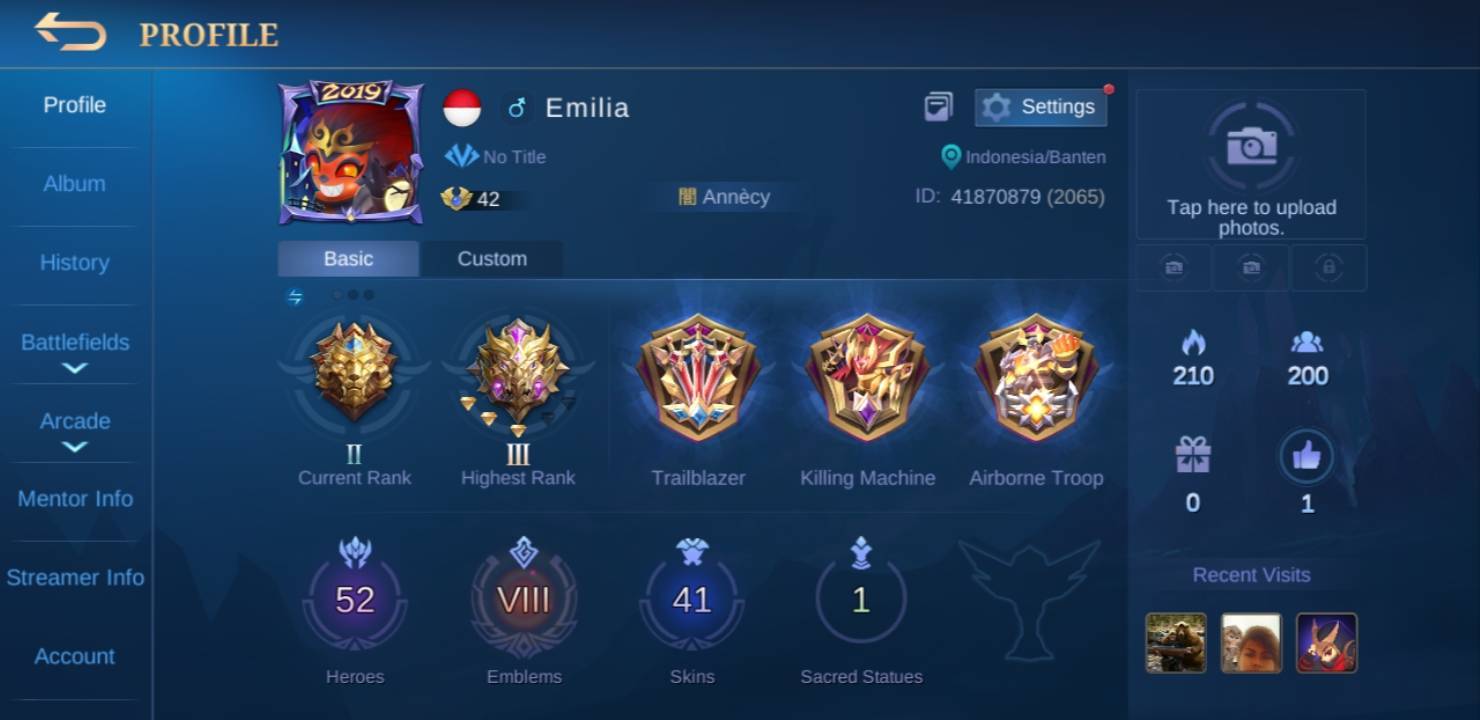 PROFILE
Profile
Album
History
Battlefields
Arcade
Mentor Info
Streamer Info
Account
2019
Emilia
No Title
42
闇 Annècy
Settings
Indonesia/Banten
ID: 41870879 (2065)
Basic
Custom
II
Current Rank
III
Highest Rank
Trailblazer
Killing Machine
Airborne Troop
52
Heroes
VIII
Emblems
41
Skins
1
Sacred Statues
Tap here to upload
photos.
210
200
0
1
Recent Visits